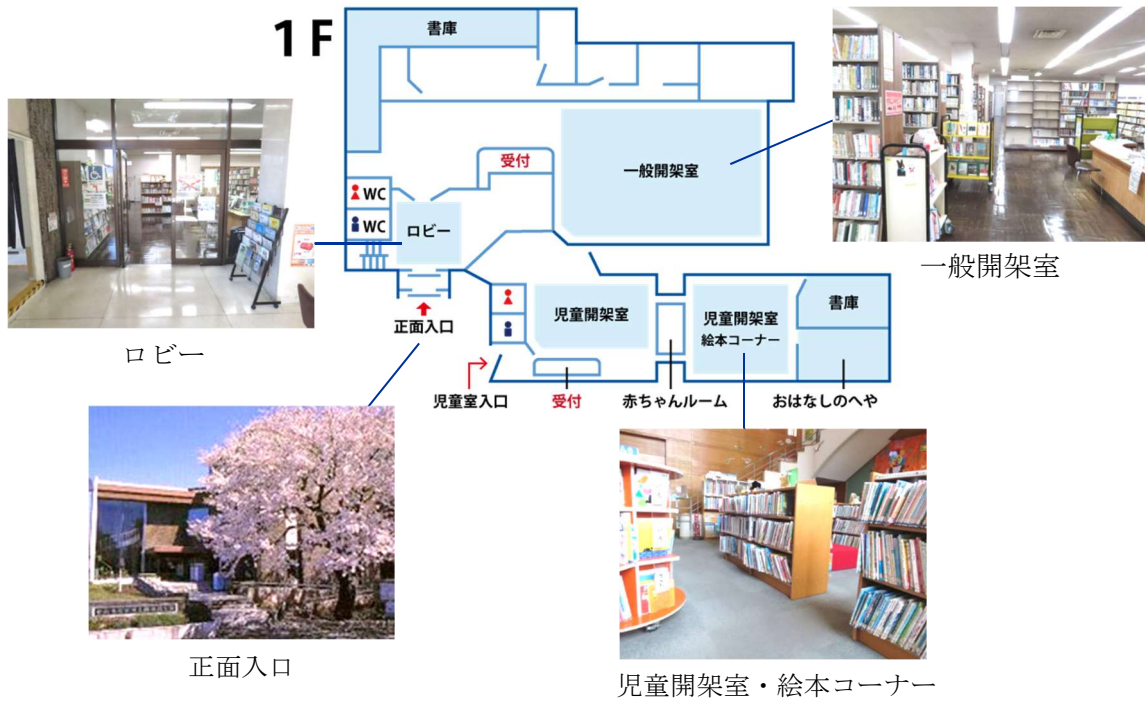 1F
書庫
受付
一般開架室
WC
WC
ロビー
正面入口
児童開架室
児童開架室
絵本コーナー
書庫
児童室入口
受付
赤ちゃんルーム
おはなしのへや
ロビー
一般開架室
正面入口
児童開架室・絵本コーナー